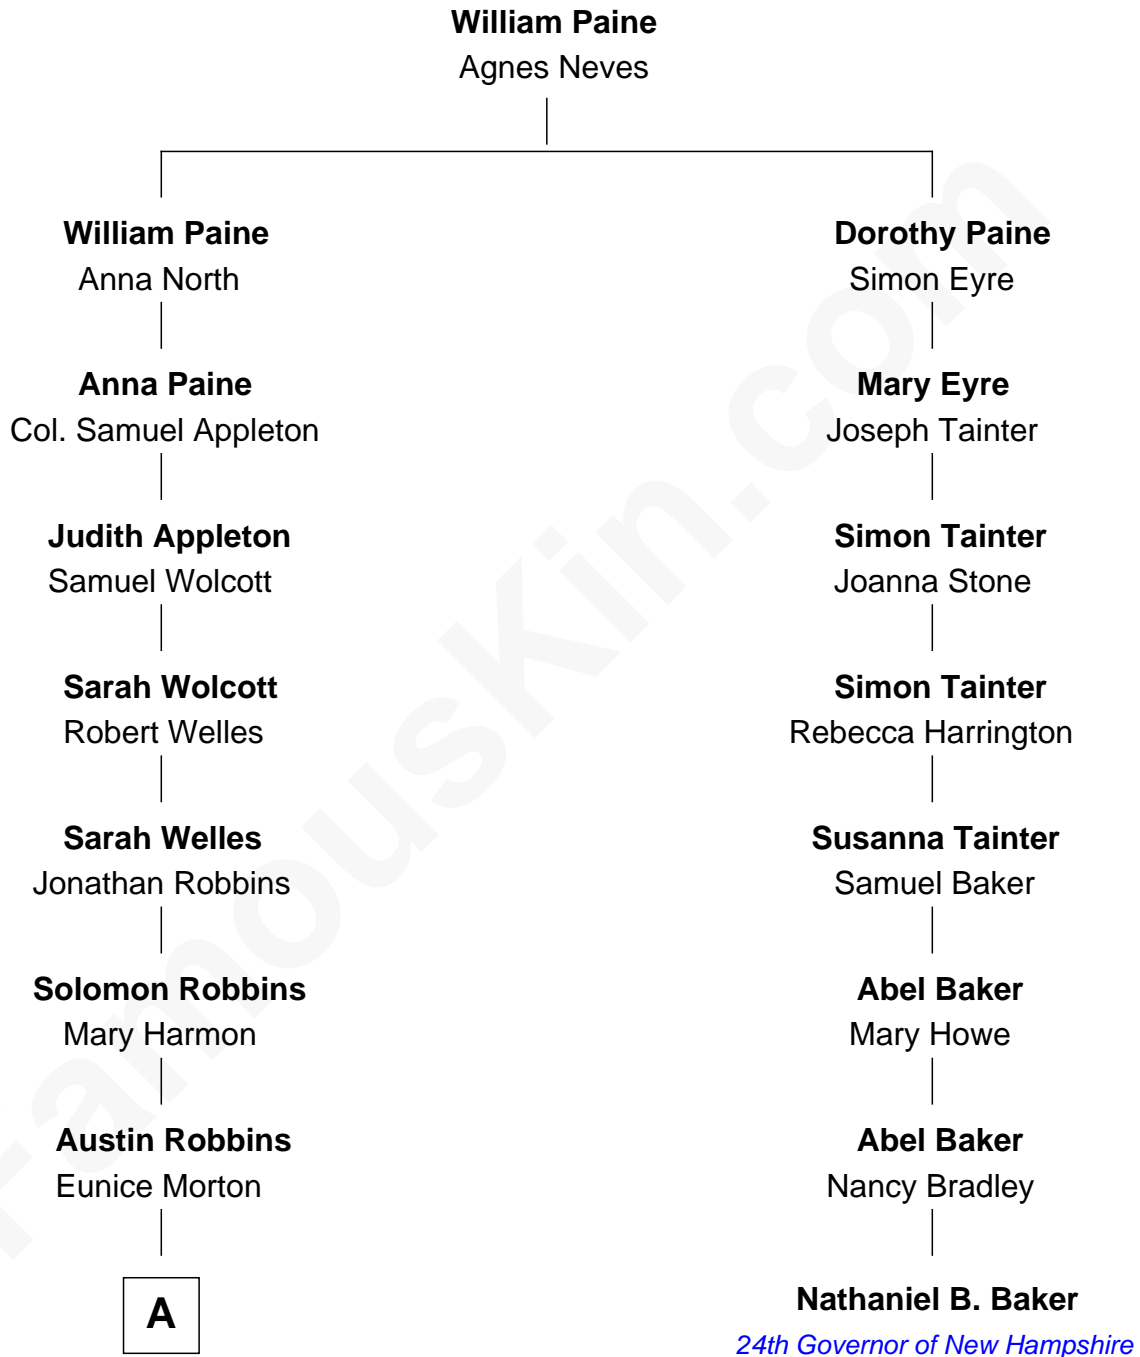 William Paine
Agnes Neves
William Paine
Anna North
Dorothy Paine
Simon Eyre
Anna Paine
Col. Samuel Appleton
Mary Eyre
Joseph Tainter
Judith Appleton
Samuel Wolcott
Simon Tainter
Joanna Stone
Sarah Wolcott
Robert Welles
Simon Tainter
Rebecca Harrington
Sarah Welles
Jonathan Robbins
Susanna Tainter
Samuel Baker
Solomon Robbins
Mary Harmon
Abel Baker
Mary Howe
Austin Robbins
Eunice Morton
Abel Baker
Nancy Bradley
A
Nathaniel B. Baker
24th Governor of New Hampshire
FamousKin.com